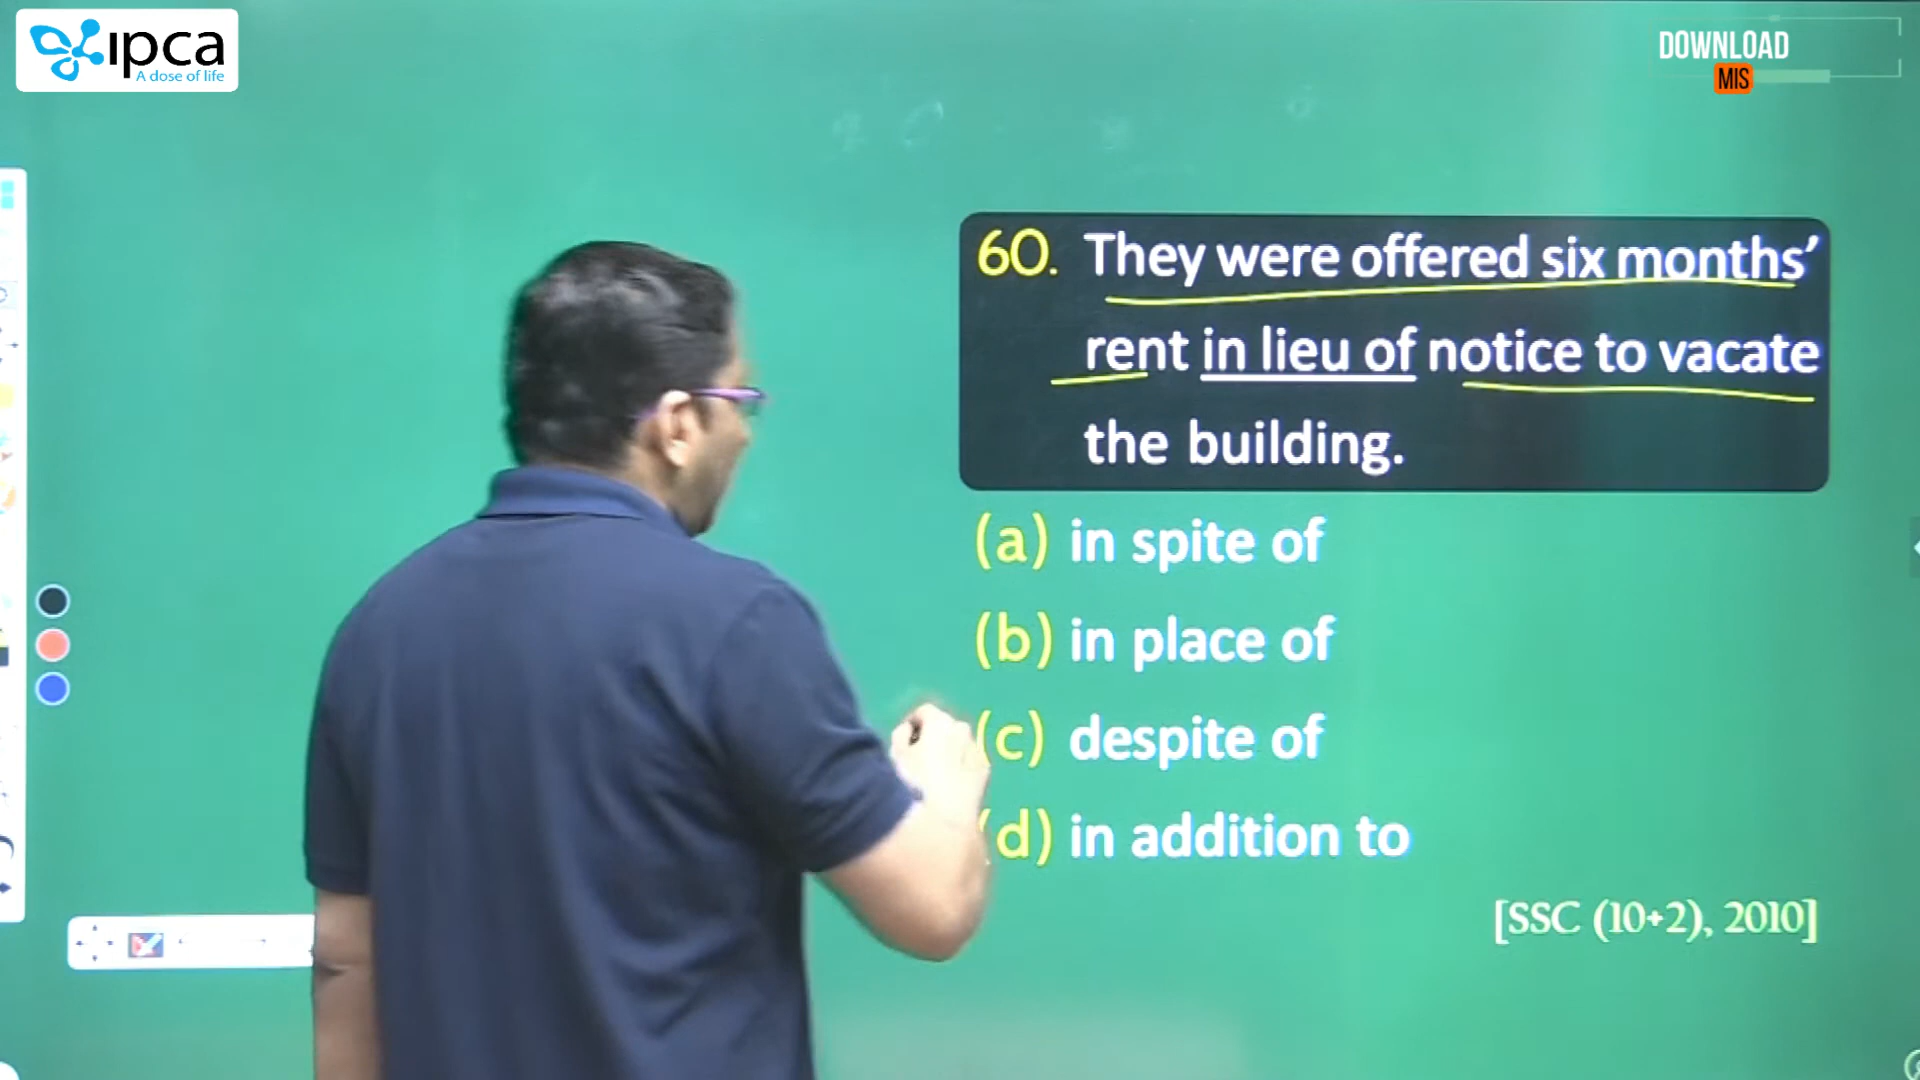 ipca
A dose of life
DOWNLOAD
MIS
60. They were offered six months’
rent in lieu of notice to vacate
the building.
(a) in spite of
(b) in place of
(c) despite of
(d) in addition to
[SSC (10+2), 2010]